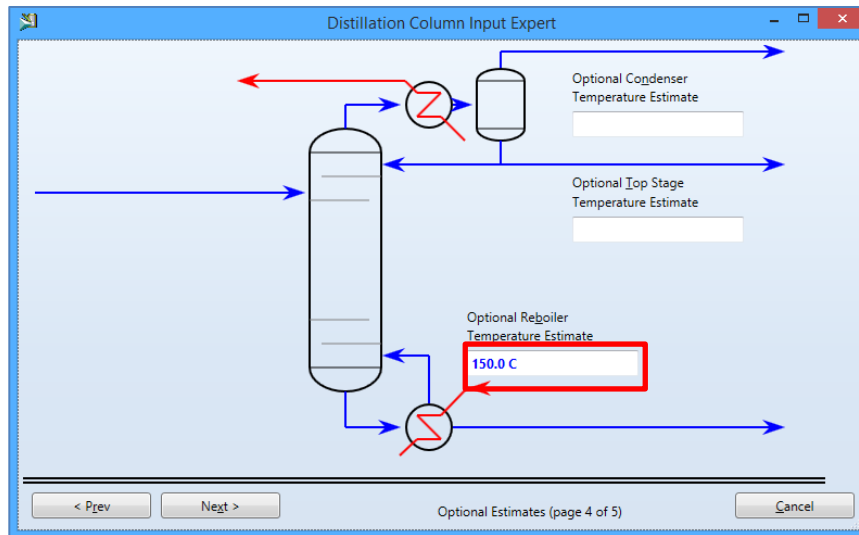 Distillation Column Input Expert
Optional Condenser
Temperature Estimate
Optional Top Stage
Temperature Estimate
Optional Reboiler
Temperature Estimate
150.0 C
< Prev
Next >
Optional Estimates (page 4 of 5)
Cancel